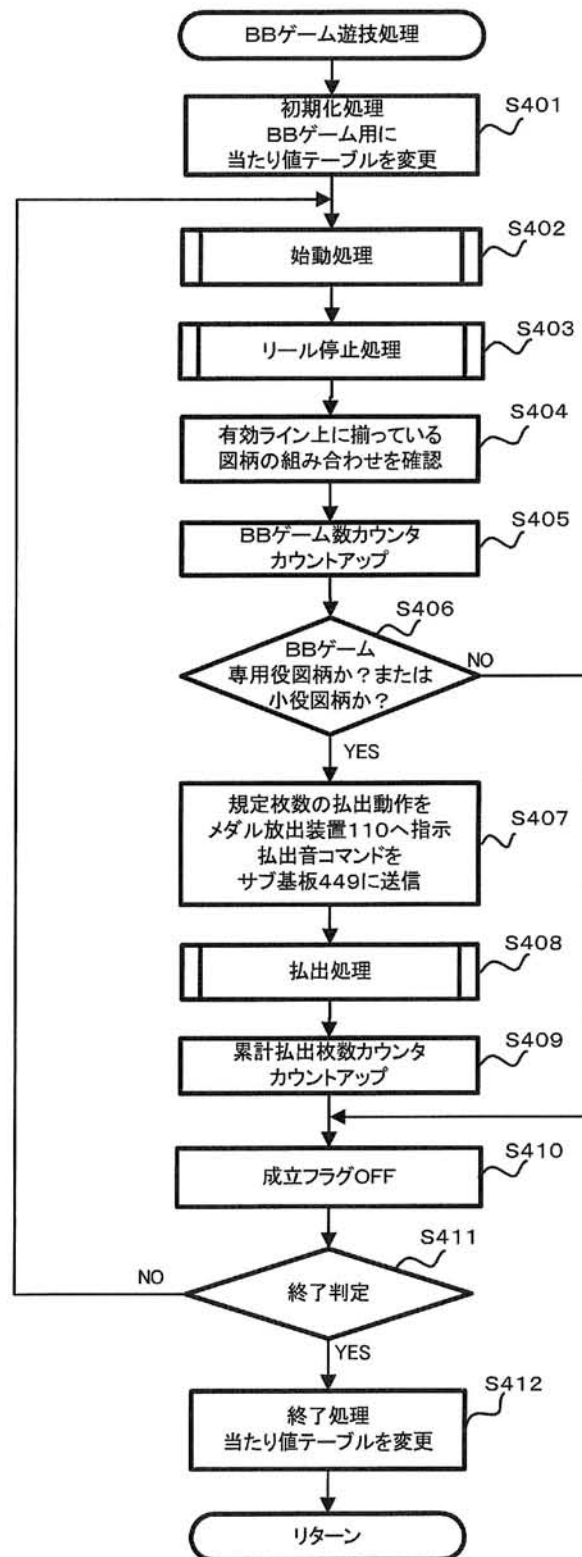 BBゲーム遊技処理
初期化処理
BBゲーム用に
当たり値テーブルを変更
S401
始動処理
S402
リール停止処理
S403
有効ライン上に揃っている
図柄の組み合わせを確認
S404
BBゲーム数カウンタ
カウントアップ
S405
S406
BBゲーム
専用役図柄か?または
小役図柄か?
NO
YES
規定枚数の払出動作を
メダル放出装置110へ指示
払出音コマンドを
サブ基板449に送信
S407
払出処理
S408
累計払出枚数カウンタ
カウントアップ
S409
成立フラグOFF
S410
S411
終了判定
NO
YES
終了処理
当たり値テーブルを変更
S412
リターン